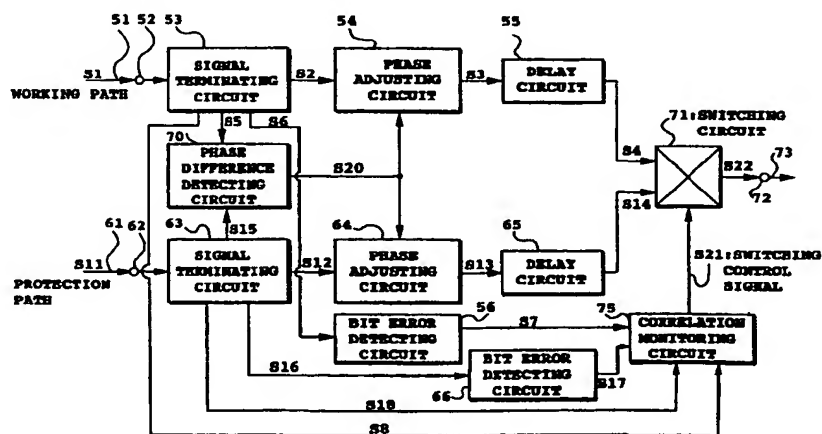 51 52 53 54 55
S1 SIGNAL TERMINATING CIRCUIT S2 PHASE ADJUSTING CIRCUIT S3 DELAY CIRCUIT
WORKING PATH
71:SWITCHING CIRCUIT
S5 S6 S4 S22 73
70 PHASE DIFFERENCE DETECTING CIRCUIT S20
S14 72
61 62 63 S15 64 65
S11 SIGNAL TERMINATING CIRCUIT S12 PHASE ADJUSTING CIRCUIT S13 DELAY CIRCUIT
PROTECTION PATH
S21:SWITCHING CONTROL SIGNAL
56 75
BIT ERROR DETECTING CIRCUIT S7 CORRELATION MONITORING CIRCUIT
S16 BIT ERROR DETECTING CIRCUIT S17
66
S18
S8